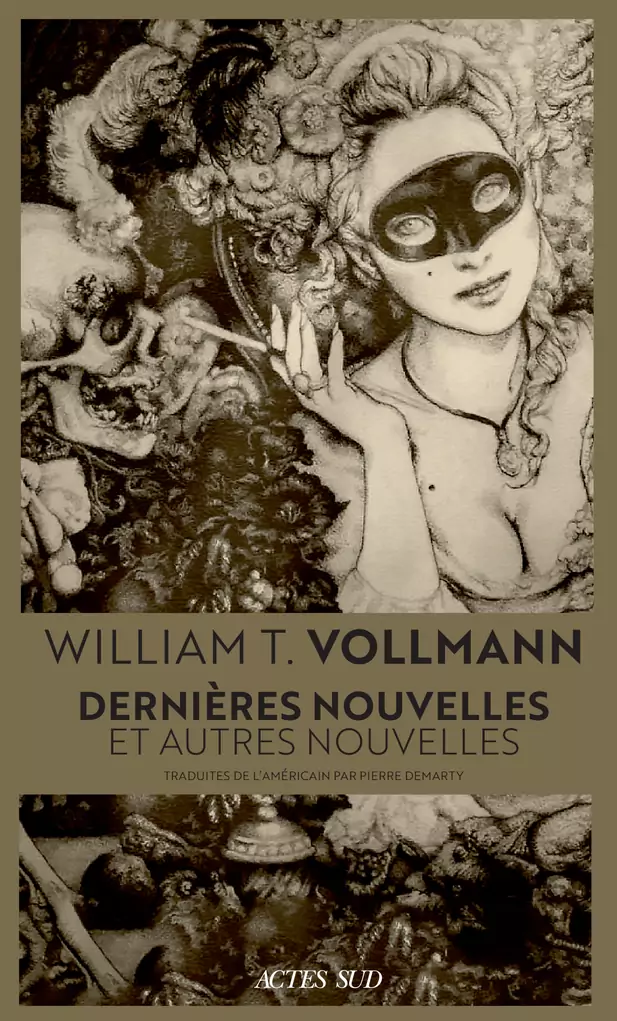 WILLIAM T. VOLLMANN
DERNIÈRES NOUVELLES
ET AUTRES NOUVELLES
TRADUITES DE L'AMÉRICAIN PAR PIERRE DEMARTY
ACTES SUD